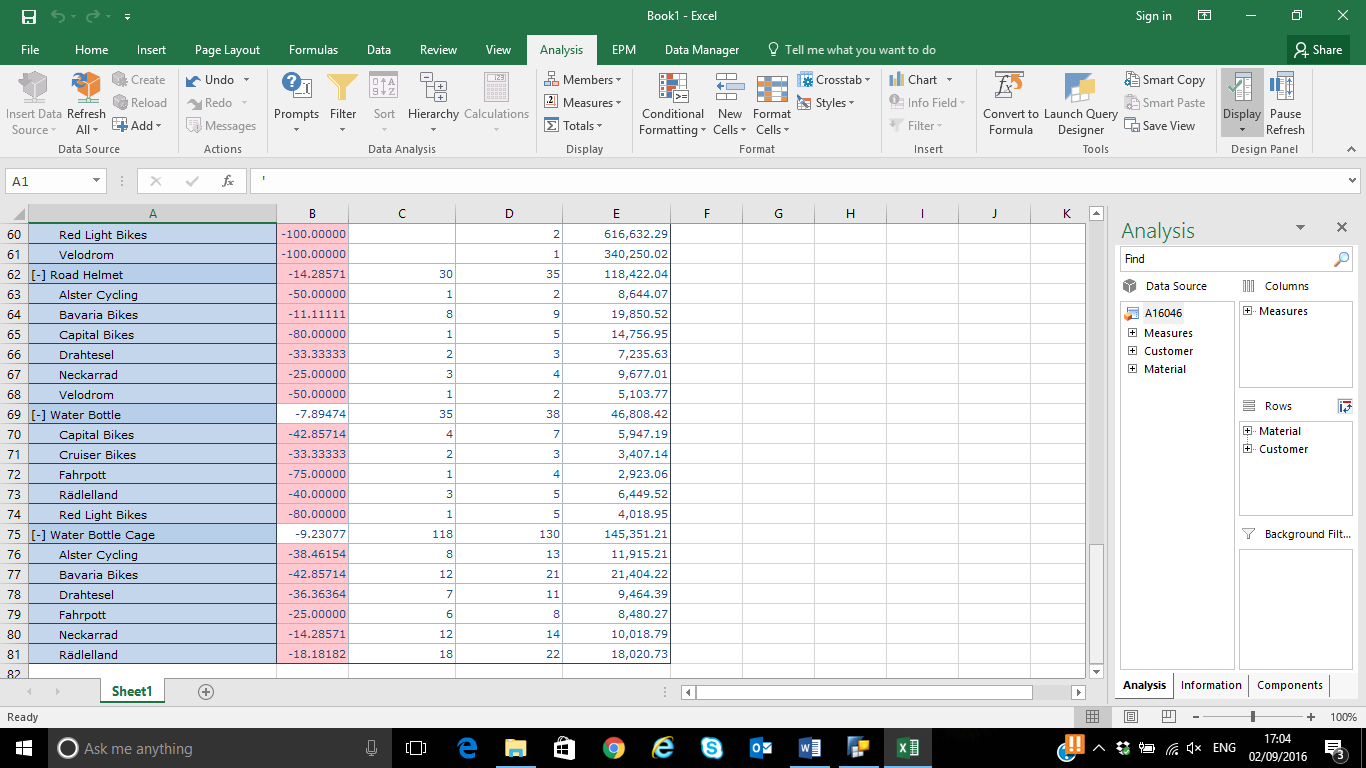 Book1 - Excel
Sign in
File Home Insert Page Layout Formulas Data Review View Analysis EPM Data Manager Tell me what you want to do Share
Insert Data Source
Refresh All
Create
Reload
Add
Data Source
Undo
Redo
Messages
Actions
Prompts
Filter
Sort
Hierarchy
Calculations
Data Analysis
Members
Measures
Totals
Display
Conditional Formatting
New Cells
Format Cells
Crosstab
Styles
Format
Chart
Info Field
Filter
Insert
Convert to Formula
Launch Query Designer
Smart Copy
Smart Paste
Save View
Tools
Display
Pause Refresh
Design Panel
A1 fx '
A B C D E F G H I J K
60 Red Light Bikes -100.00000 2 616,632.29
61 Velodrom -100.00000 1 340,250.02
62 [-] Road Helmet -14.28571 30 35 118,422.04
63 Alster Cycling -50.00000 1 2 8,644.07
64 Bavaria Bikes -11.11111 8 9 19,850.52
65 Capital Bikes -80.00000 1 5 14,756.95
66 Drahtesel -33.33333 2 3 7,235.63
67 Neckarrad -25.00000 3 4 9,677.01
68 Velodrom -50.00000 1 2 5,103.77
69 [-] Water Bottle -7.89474 35 38 46,808.42
70 Capital Bikes -42.85714 4 7 5,947.19
71 Cruiser Bikes -33.33333 2 3 3,407.14
72 Fahrpott -75.00000 1 4 2,923.06
73 Rädlelland -40.00000 3 5 6,449.52
74 Red Light Bikes -80.00000 1 5 4,018.95
75 [-] Water Bottle Cage -9.23077 118 130 145,351.21
76 Alster Cycling -38.46154 8 13 11,915.21
77 Bavaria Bikes -42.85714 12 21 21,404.22
78 Drahtesel -36.36364 7 11 9,464.39
79 Fahrpott -25.00000 6 8 8,480.27
80 Neckarrad -14.28571 12 14 10,018.79
81 Rädlelland -18.18182 18 22 18,020.73
82
Analysis
Find
Data Source
A16046
Measures
Customer
Material
Columns
Measures
Rows
Material
Customer
Background Filt...
Analysis Information Components
Sheet1
Ready
100%
Ask me anything
ENG
17:04
02/09/2016
3